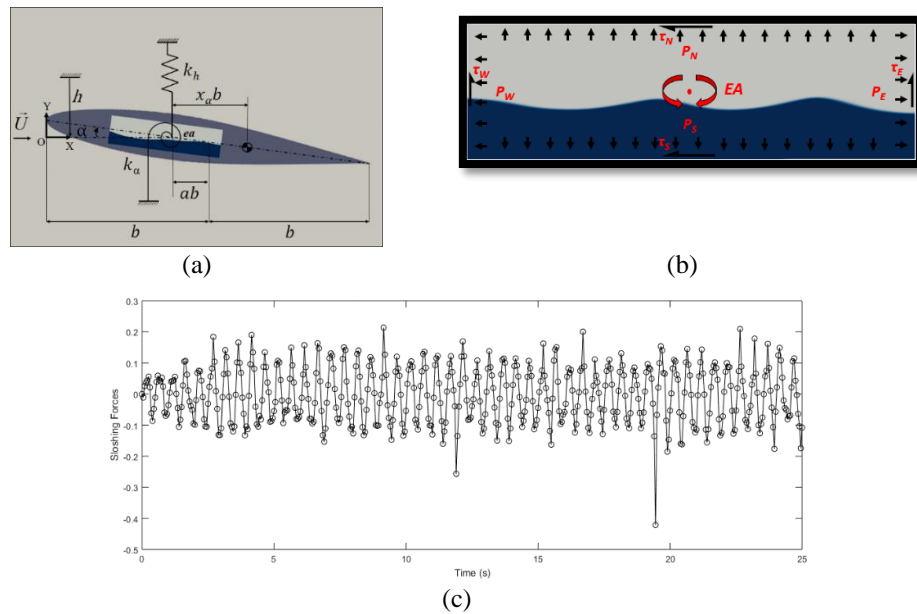 k_h
x_α b
Y
h
U⃗
α
ea
O
X
k_α
ab
b
b
(a)
τ_N
P_N
τ_W
τ_E
P_W
EA
P_E
P_S
τ_S
(b)
0.3
0.2
0.1
0
-0.1
-0.2
-0.3
-0.4
-0.5
Sloshing Forces
0 5 10 15 20 25
Time (s)
(c)